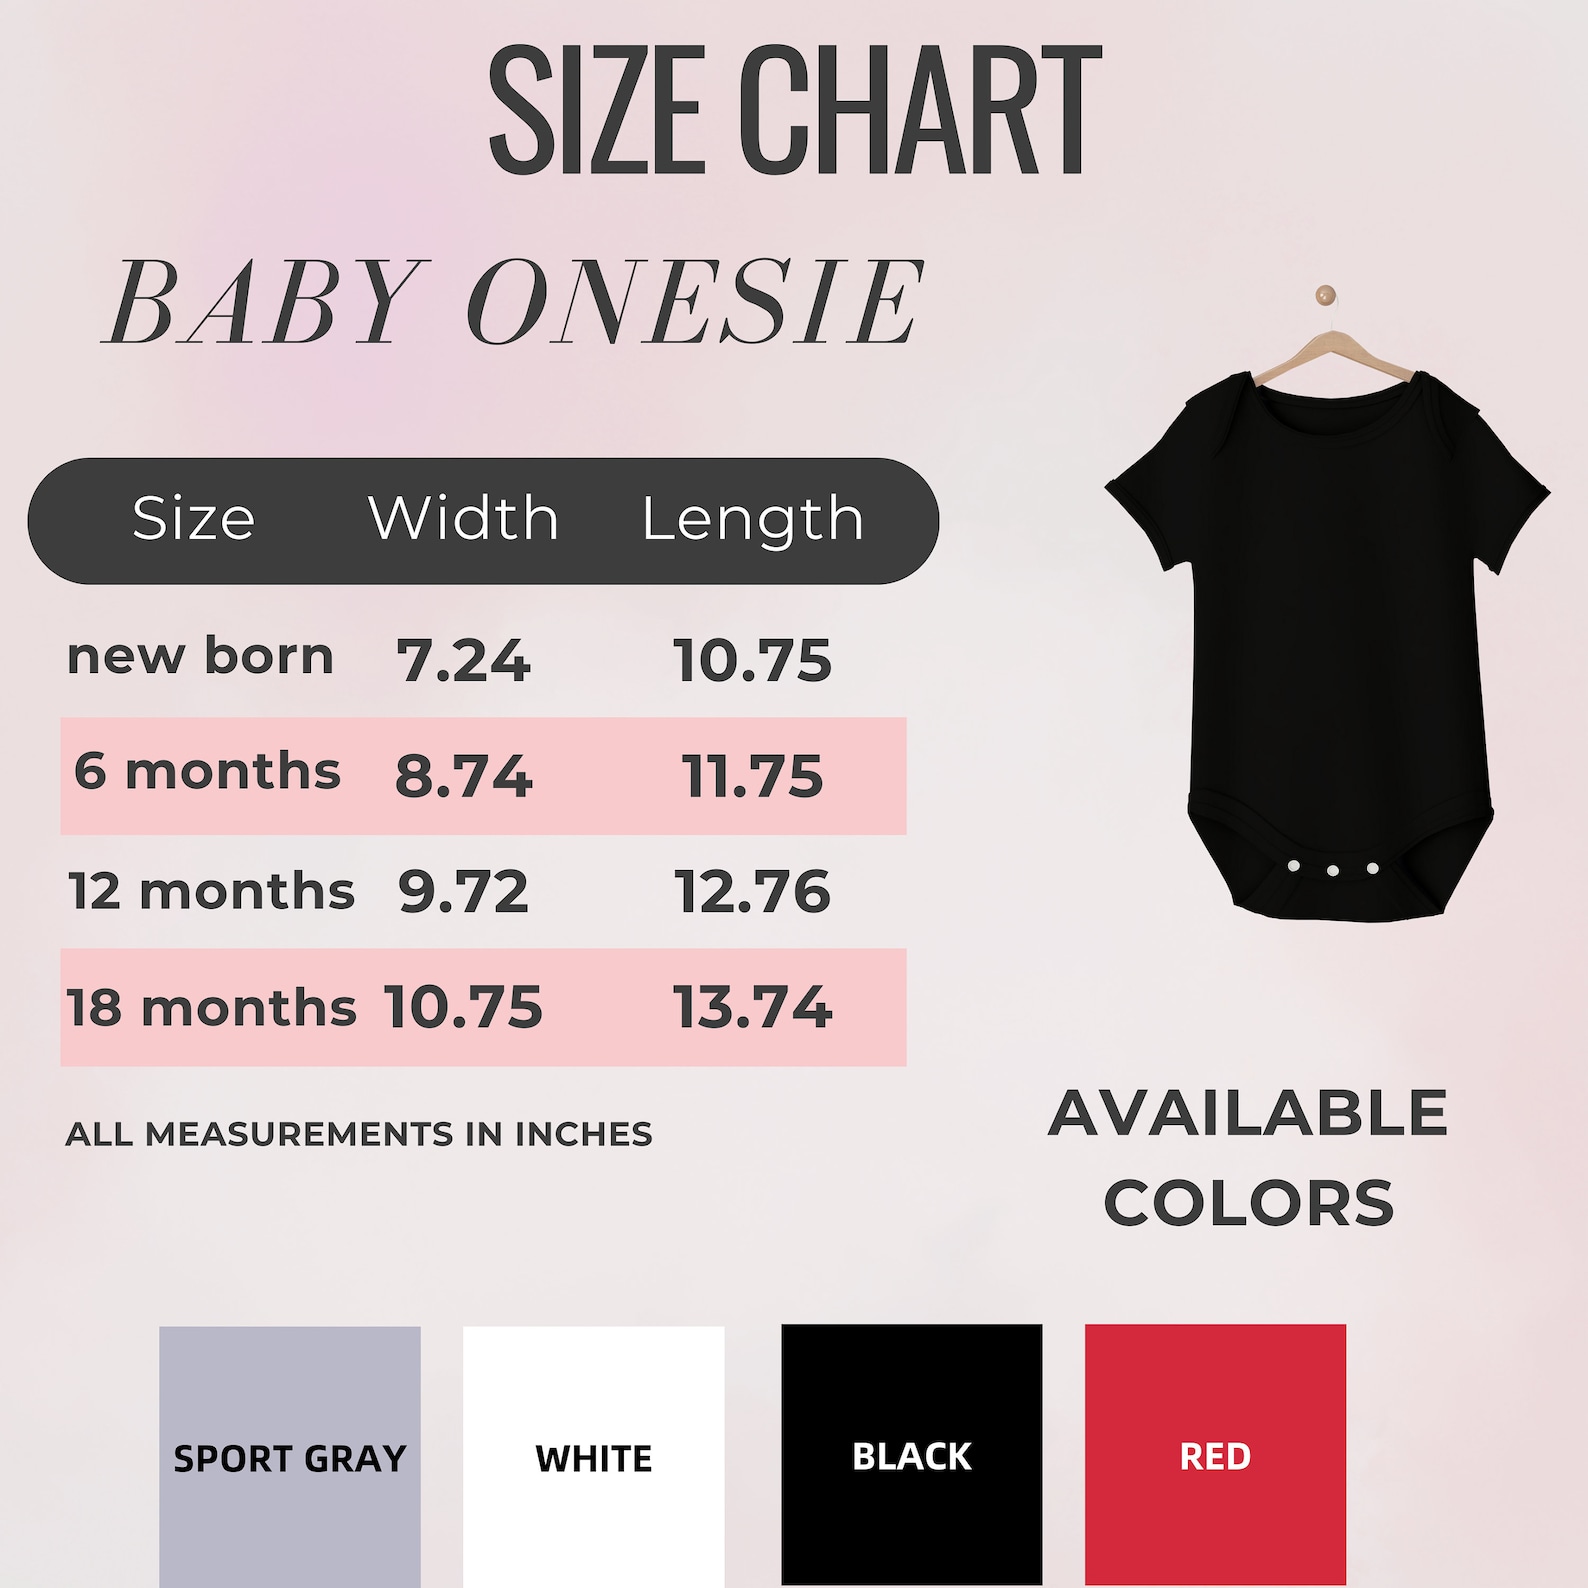 SIZE CHART
BABY ONESIE
Size Width Length
new born 7.24 10.75
6 months 8.74 11.75
12 months 9.72 12.76
18 months 10.75 13.74
ALL MEASUREMENTS IN INCHES
AVAILABLE
COLORS
SPORT GRAY WHITE BLACK RED